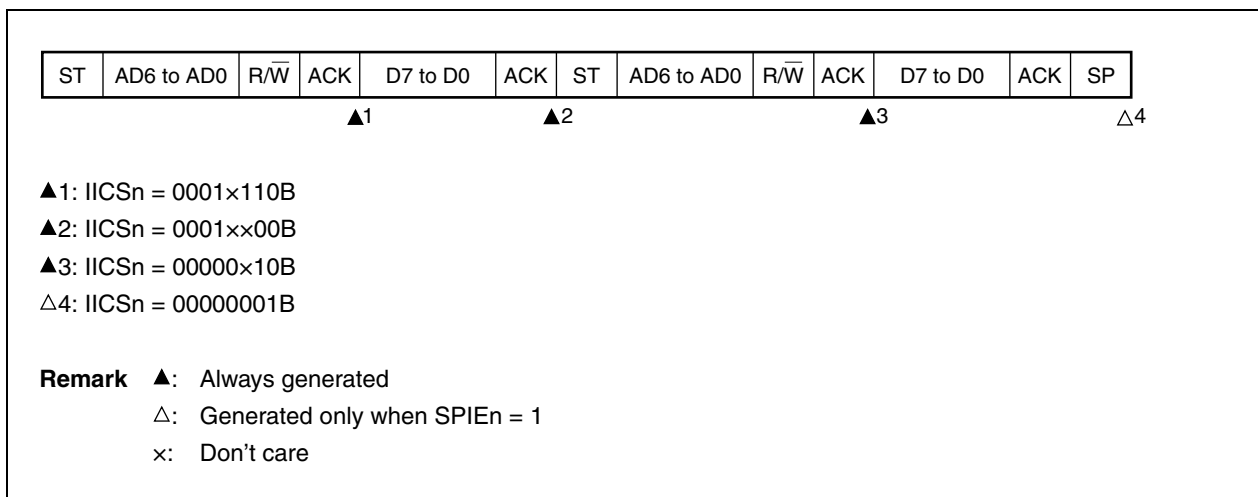 ST AD6 to AD0 R/W̅ ACK D7 to D0 ACK ST AD6 to AD0 R/W̅ ACK D7 to D0 ACK SP
▲1 ▲2 ▲3 △4
▲1: IICSn = 0001×110B
▲2: IICSn = 0001××00B
▲3: IICSn = 00000×10B
△4: IICSn = 00000001B
Remark ▲: Always generated
△: Generated only when SPIEn = 1
×: Don't care